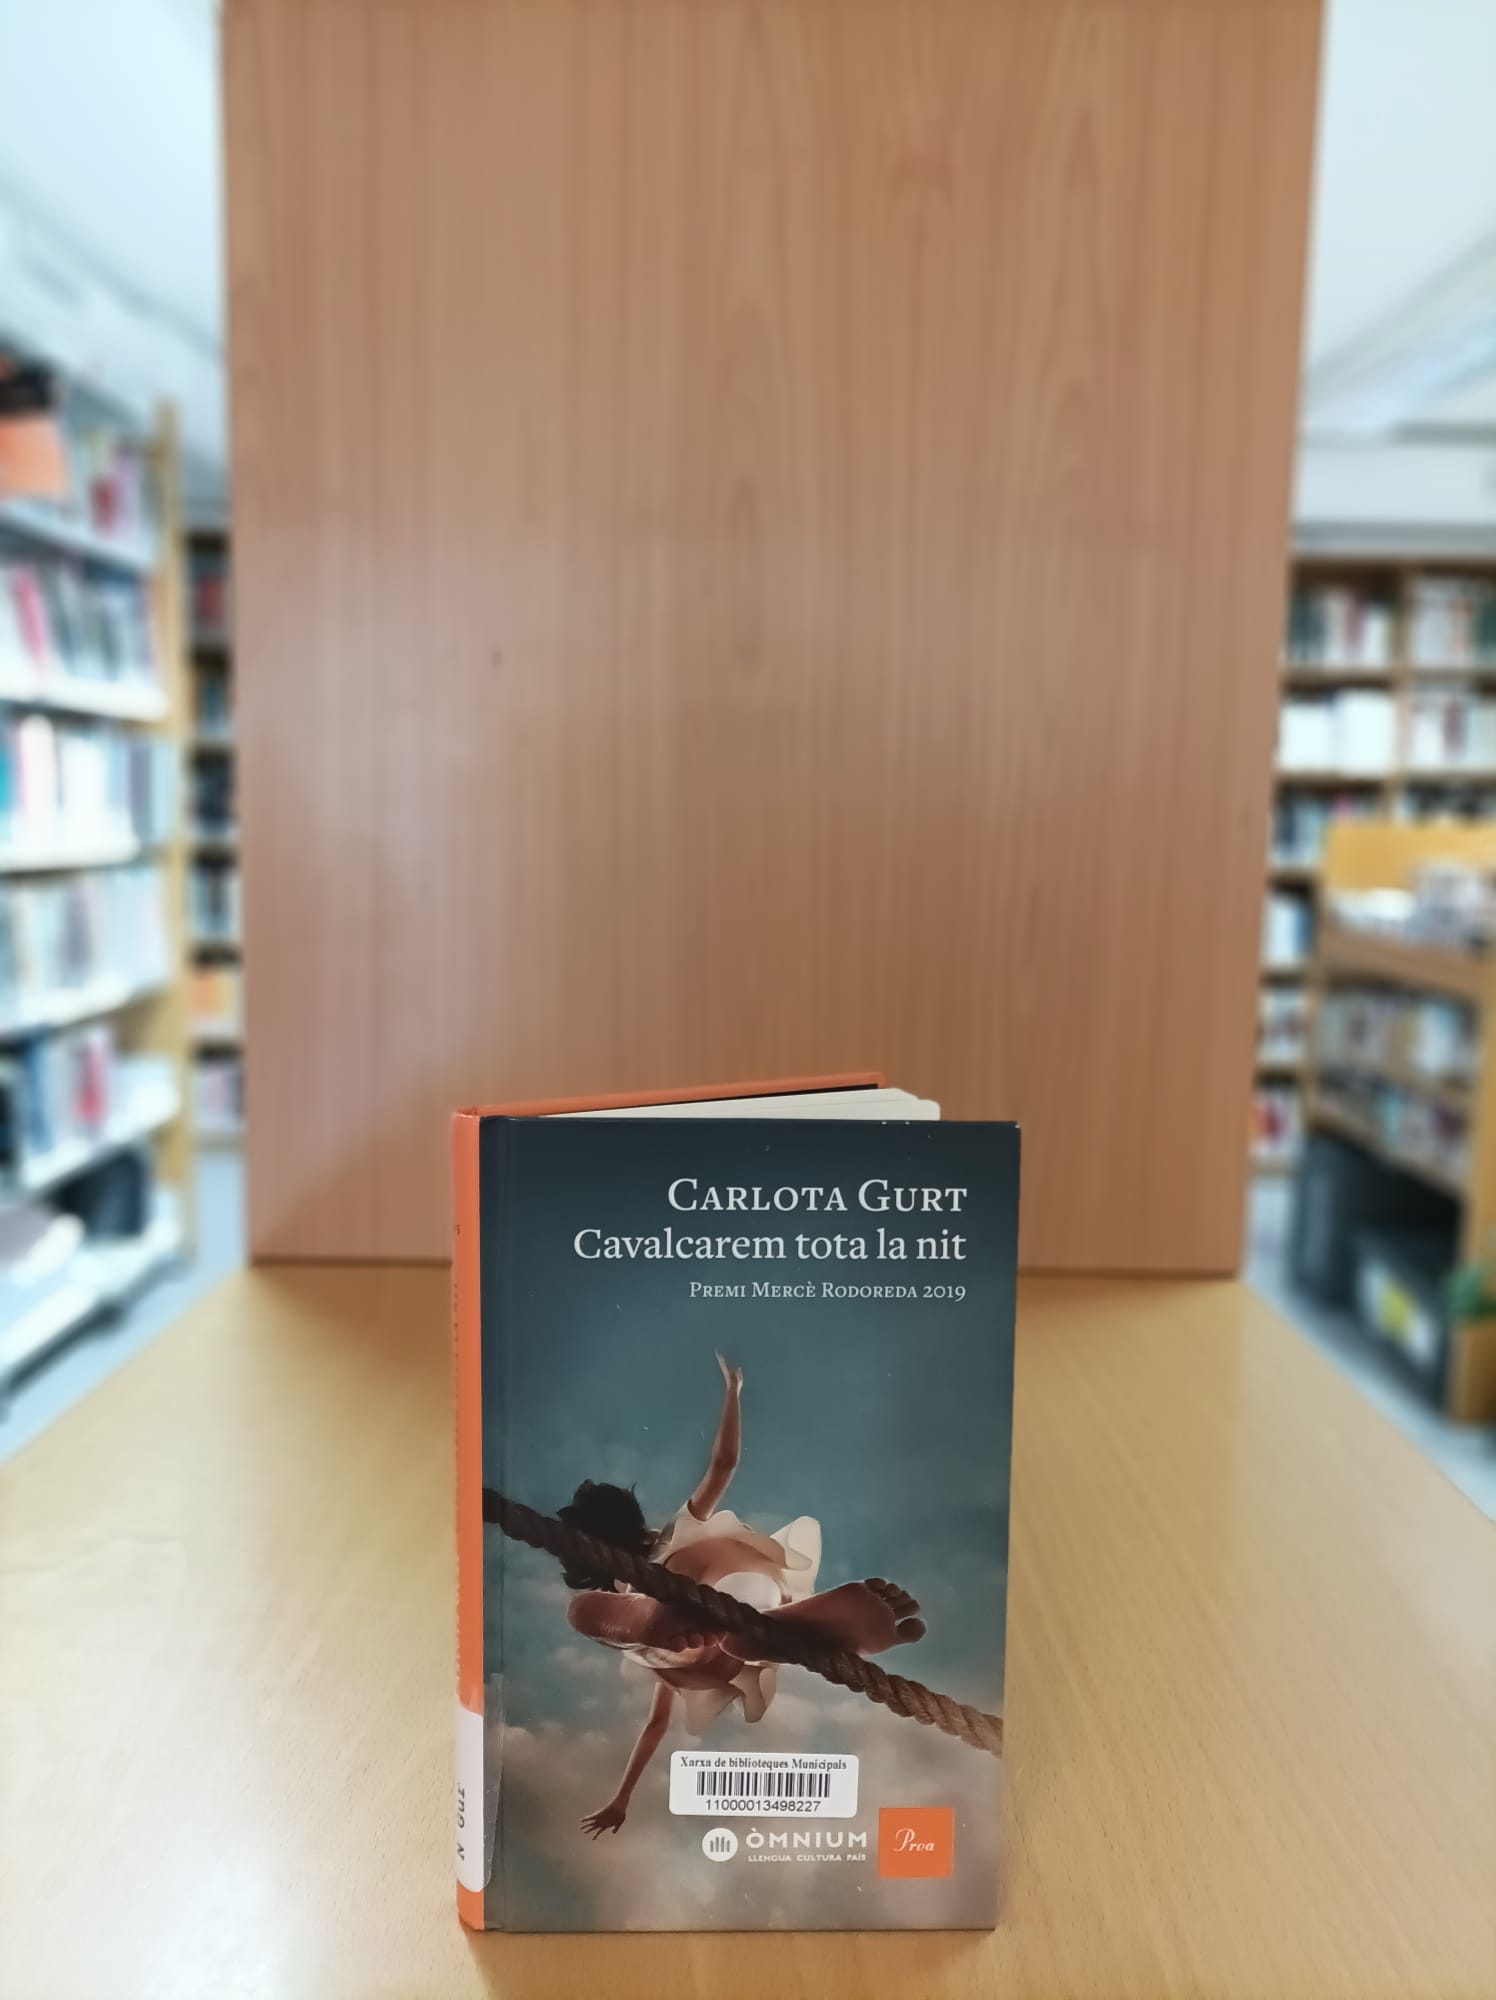 CARLOTA GURT
Cavalcarem tota la nit
PREMI MERCÈ RODOREDA 2019
Xarxa de biblioteques Municipals
11000013498227
ÒMNIUM
LLENGUA CULTURA PAÍS
Proa
N GUR